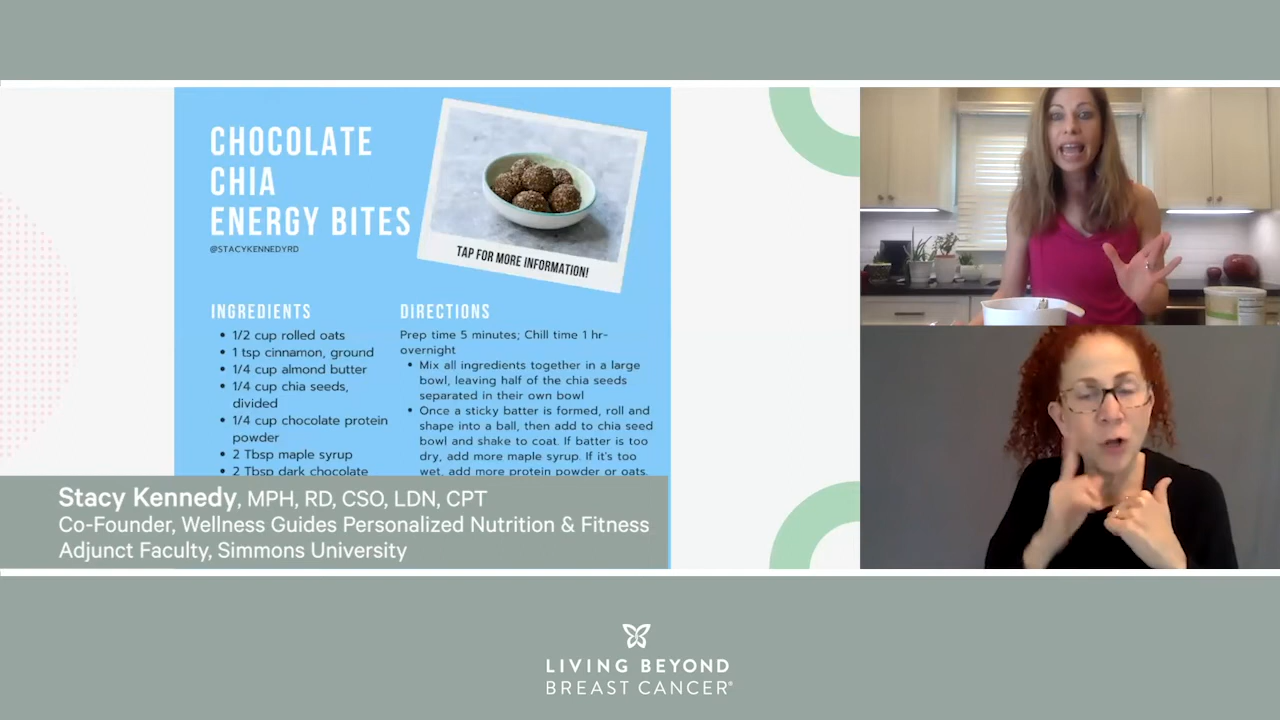 CHOCOLATE
CHIA
ENERGY BITES
@STACYKENNEDYRD
TAP FOR MORE INFORMATION!
INGREDIENTS
1/2 cup rolled oats
1 tsp cinnamon, ground
1/4 cup almond butter
1/4 cup chia seeds,
divided
1/4 cup chocolate protein
powder
2 Tbsp maple syrup
2 Tbsp dark chocolate
DIRECTIONS
Prep time 5 minutes; Chill time 1 hr-
overnight
Mix all ingredients together in a large
bowl, leaving half of the chia seeds
separated in their own bowl
Once a sticky batter is formed, roll and
shape into a ball, then add to chia seed
bowl and shake to coat. If batter is too
dry, add more maple syrup. If it's too
wet, add more protein powder or oats.
Stacy Kennedy, MPH, RD, CSO, LDN, CPT
Co-Founder, Wellness Guides Personalized Nutrition & Fitness
Adjunct Faculty, Simmons University
LIVING BEYOND
BREAST CANCER®